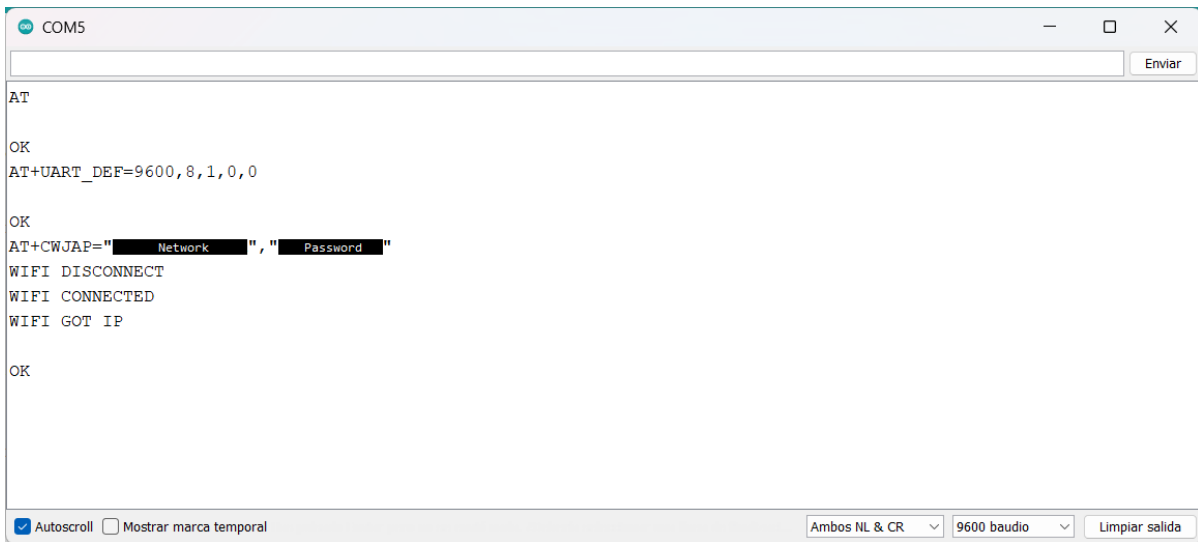 COM5
Enviar
AT
OK
AT+UART_DEF=9600,8,1,0,0
OK
AT+CWJAP="Network","Password"
WIFI DISCONNECT
WIFI CONNECTED
WIFI GOT IP
OK
Autoscroll Mostrar marca temporal Ambos NL & CR 9600 baudio Limpiar salida